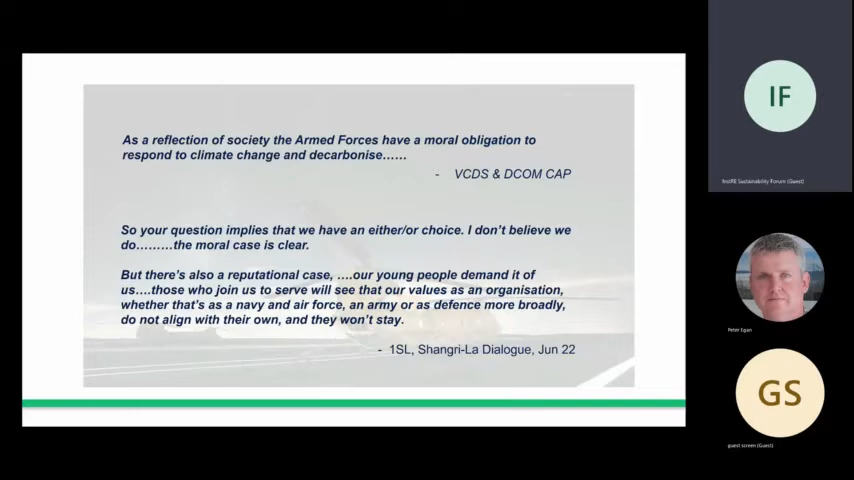 As a reflection of society the Armed Forces have a moral obligation to
respond to climate change and decarbonise……
- VCDS & DCOM CAP
So your question implies that we have an either/or choice. I don't believe we
do………the moral case is clear.
But there's also a reputational case, ….our young people demand it of
us….those who join us to serve will see that our values as an organisation,
whether that's as a navy and air force, an army or as defence more broadly,
do not align with their own, and they won't stay.
- 1SL, Shangri-La Dialogue, Jun 22
IF
InstRE Sustainability Forum (Guest)
Peter Egan
GS
guest screen (Guest)